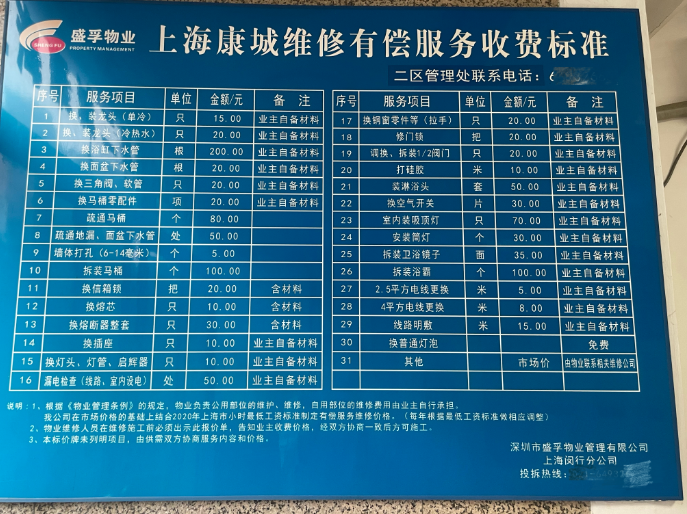 盛孚物业
SHENG FU
PROPERTY MANAGEMENT
上海康城维修有偿服务收费标准
二区管理处联系电话：6
序号 服务项目 单位 金额/元 备 注
1 换、装龙头（单冷） 只 15.00 业主自备材料
2 换、装龙头（冷热水） 只 20.00 业主自备材料
3 换浴缸下水管 根 200.00 业主自备材料
4 换面盆下水管 根 20.00 业主自备材料
5 换三角阀、软管 只 20.00 业主自备材料
6 换马桶零配件 项 20.00 业主自备材料
7 疏通马桶 个 80.00
8 疏通地漏、面盆下水管 处 50.00
9 墙体打孔（6-14毫米） 个 5.00
10 拆装马桶 个 100.00
11 换信箱锁 把 20.00 含材料
12 换熔芯 只 10.00 含材料
13 换熔断器整套 只 30.00 含材料
14 换插座 只 10.00 业主自备材料
15 换灯头、灯管、启辉器 只 10.00 业主自备材料
16 漏电检查（线路、室内设电） 处 50.00 业主自备材料
序号 服务项目 单位 金额/元 备 注
17 换钢窗零件等（拉手） 只 20.00 业主自备材料
18 修门锁 把 20.00 业主自备材料
19 调换、拆装1/2阀门 只 20.00 业主自备材料
20 打硅胶 米 10.00 业主自备材料
21 装淋浴头 套 50.00 业主自备材料
22 换空气开关 片 30.00 业主自备材料
23 室内装吸顶灯 只 70.00 业主自备材料
24 安装筒灯 个 30.00 业主自备材料
25 拆装卫浴镜子 面 35.00 业主自备材料
26 拆装浴霸 个 100.00 业主自备材料
27 2.5平方电线更换 米 5.00 业主自备材料
28 4平方电线更换 米 8.00 业主自备材料
29 线路明敷 米 15.00 业主自备材料
30 换普通灯泡 免费
31 其他 市场价 由物业联系相关维修公司
说明：1、根据《物业管理条例》的规定，物业负责公用部位的维护、维修，自用部位的维修费用由业主自行承担。
我公司在市场价格的基础上结合2020年上海市小时最低工资标准制定有偿服务维修价格。（每年根据最低工资标准做相应调整）
2、物业维修人员在维修施工前必须出示此报价单，告知业主收费价格，经双方协商一致后方可施工。
3、本标价牌未列明项目，由供需双方协商服务内容和价格。
深圳市盛孚物业管理有限公司
上海闵行分公司
投拆热线：